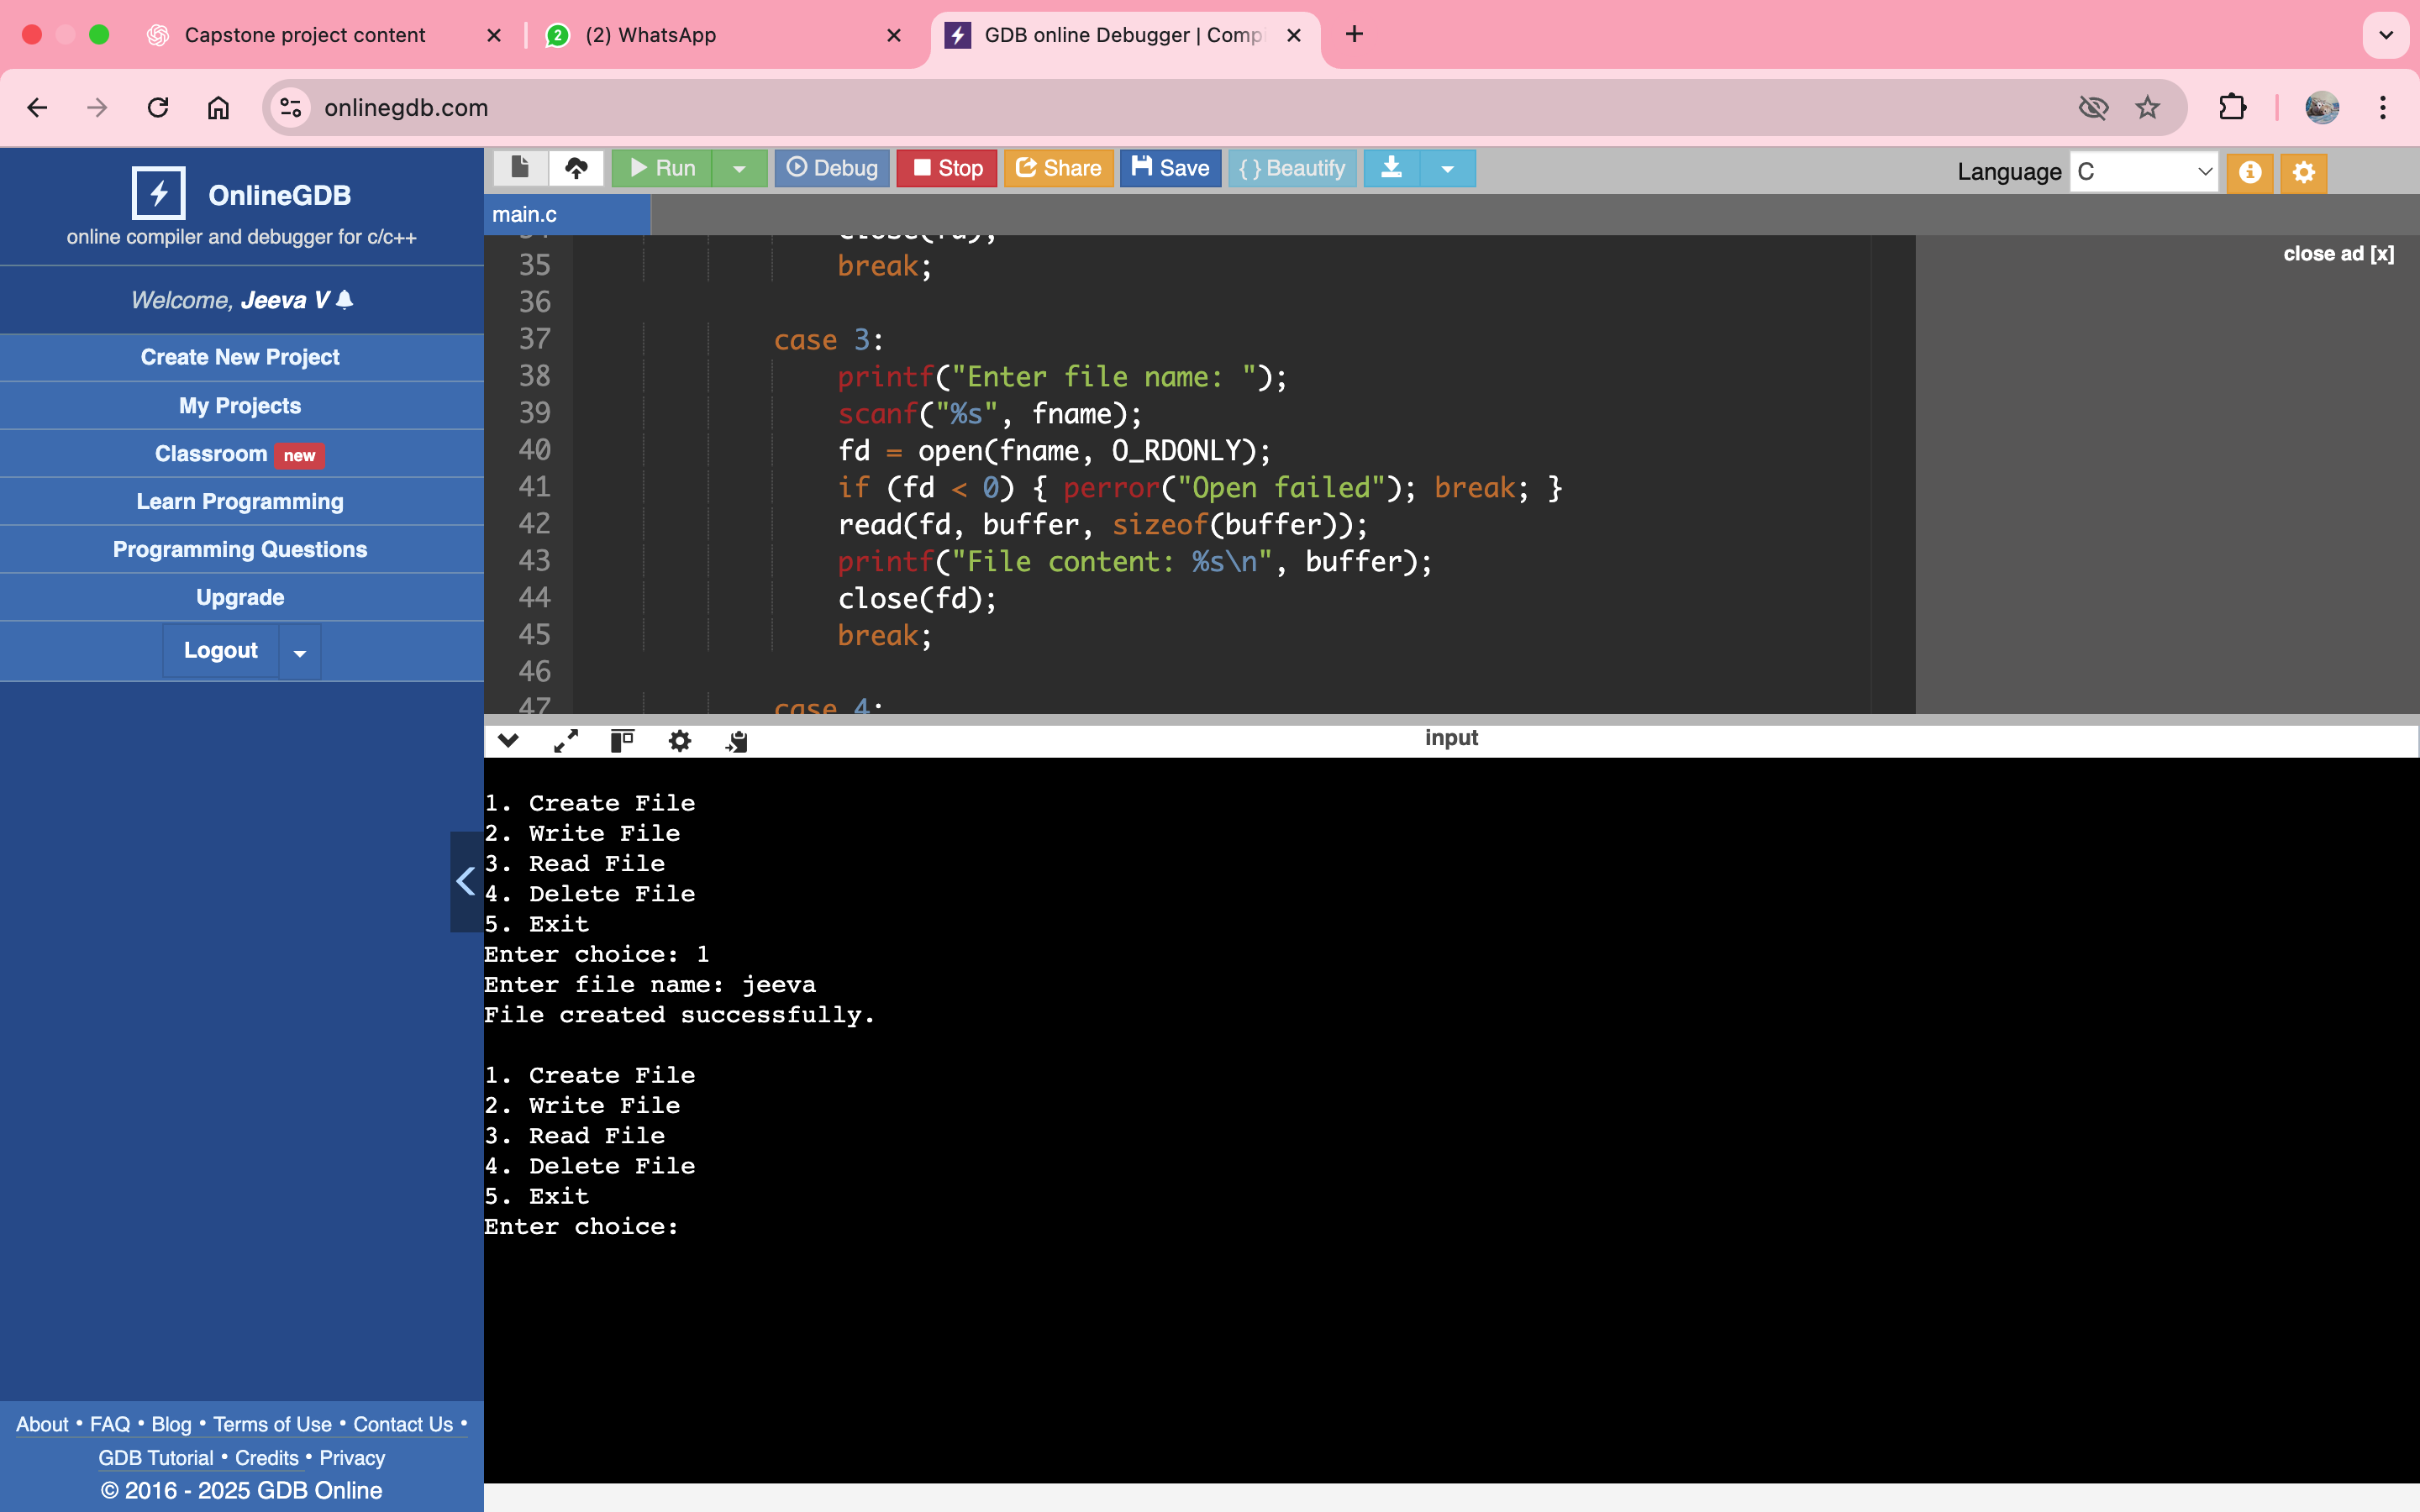 Capstone project content
2
(2) WhatsApp
GDB online Debugger | Comp
onlinegdb.com
OnlineGDB
online compiler and debugger for c/c++
Welcome, Jeeva V
Create New Project
My Projects
Classroom new
Learn Programming
Programming Questions
Upgrade
Logout
About • FAQ • Blog • Terms of Use • Contact Us •
GDB Tutorial • Credits • Privacy
© 2016 - 2025 GDB Online
Run
Debug
Stop
Share
Save
{ } Beautify
Language C
main.c
close ad [x]
34 close(fd);
35 break;
36
37 case 3:
38 printf("Enter file name: ");
39 scanf("%s", fname);
40 fd = open(fname, O_RDONLY);
41 if (fd < 0) { perror("Open failed"); break; }
42 read(fd, buffer, sizeof(buffer));
43 printf("File content: %s\n", buffer);
44 close(fd);
45 break;
46
47 case 4:
input
1. Create File
2. Write File
3. Read File
4. Delete File
5. Exit
Enter choice: 1
Enter file name: jeeva
File created successfully.
1. Create File
2. Write File
3. Read File
4. Delete File
5. Exit
Enter choice: